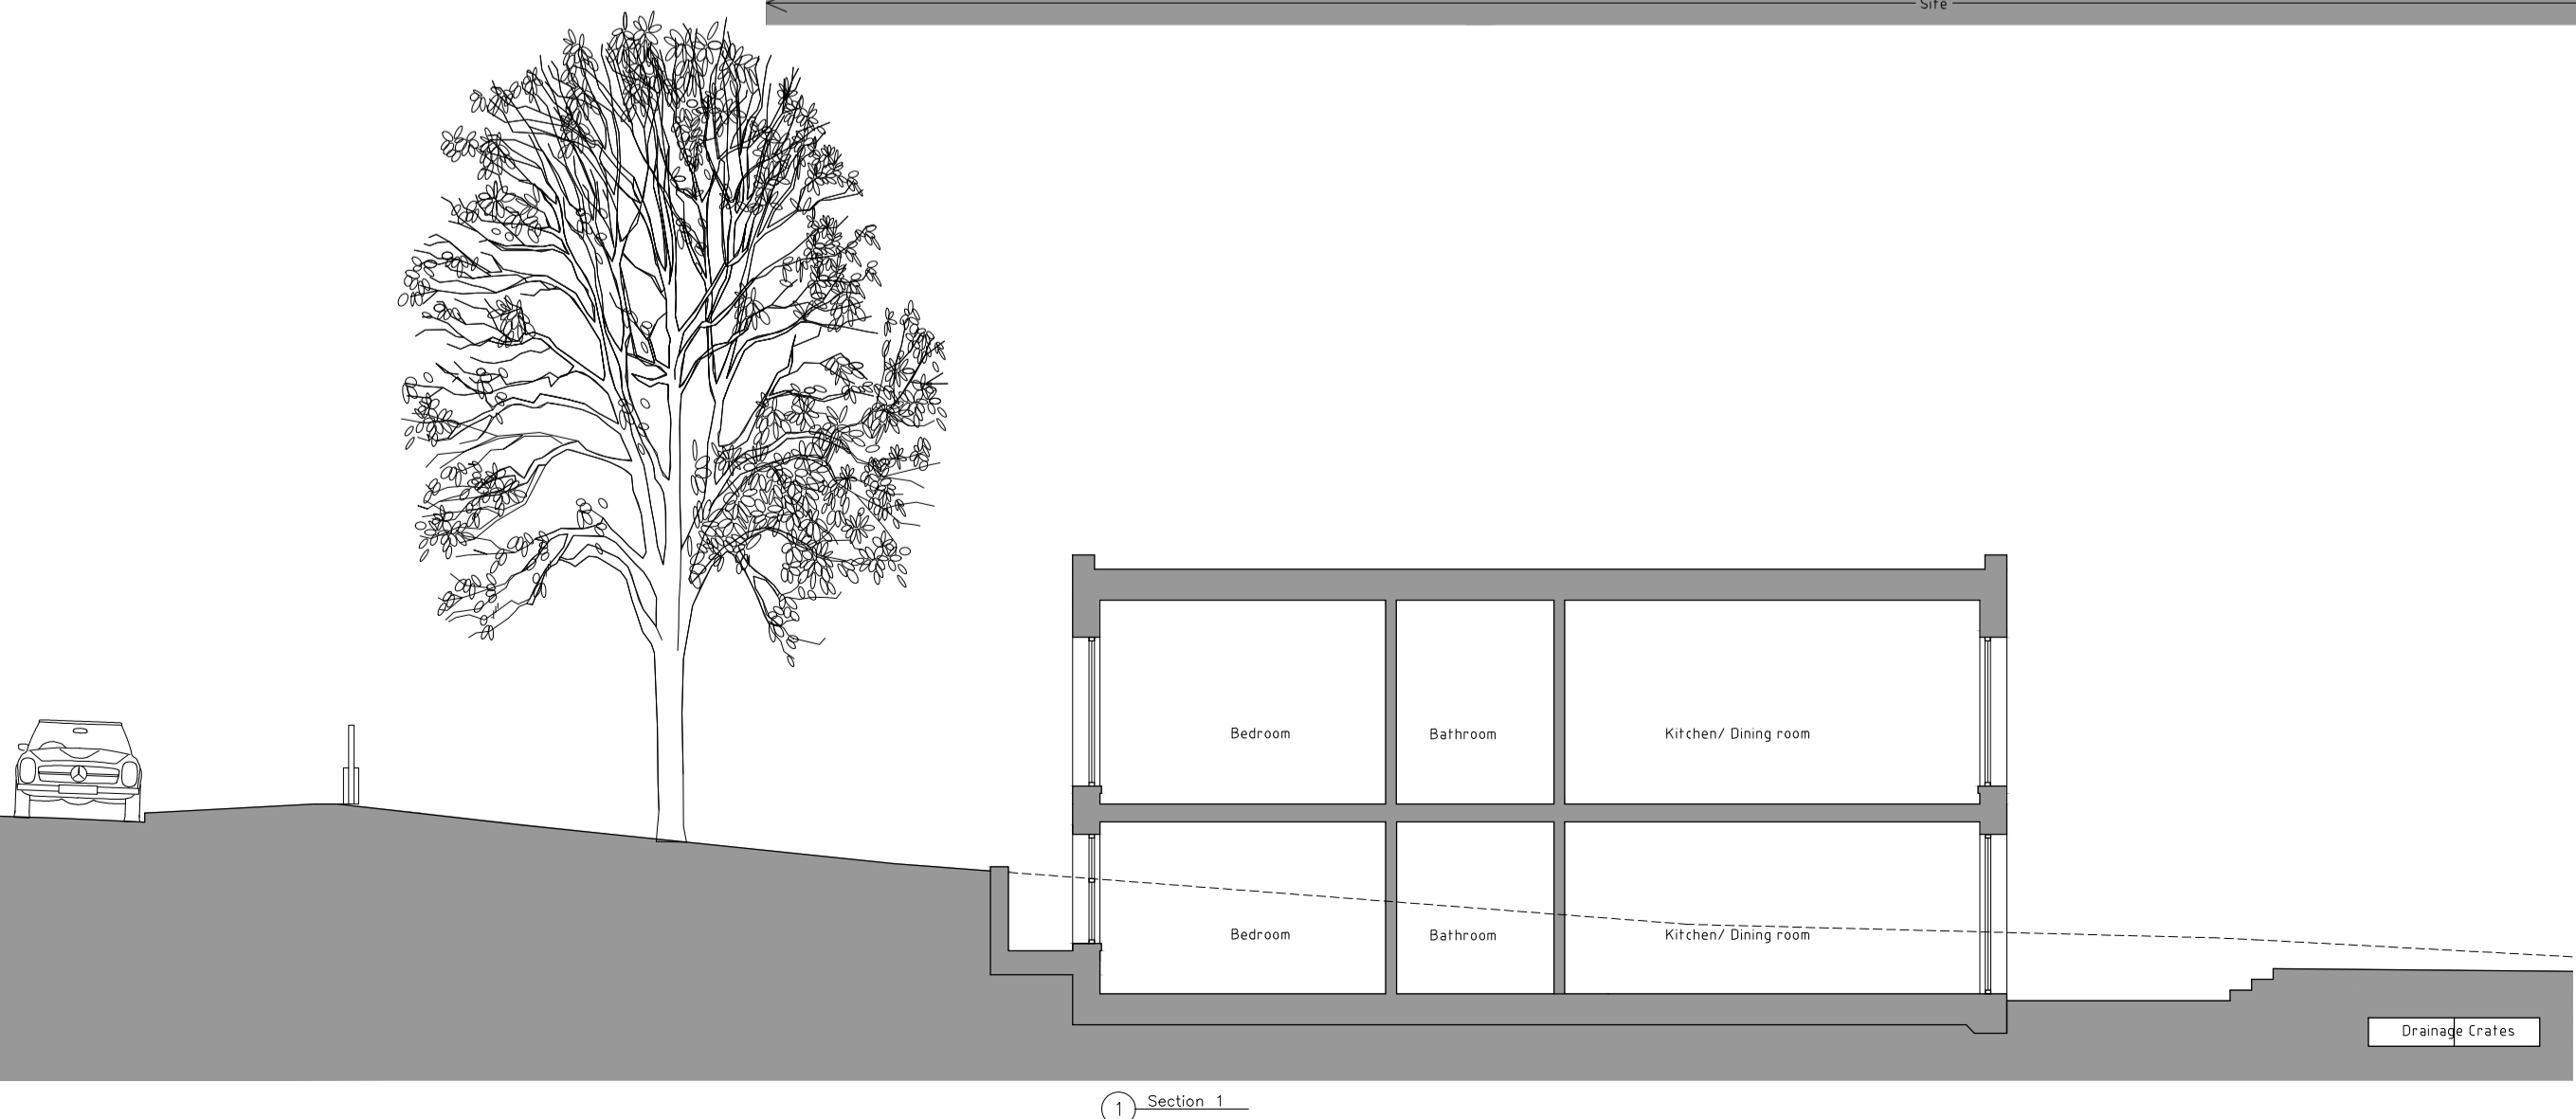 Site
Bedroom
Bathroom
Kitchen/ Dining room
Bedroom
Bathroom
Kitchen/ Dining room
Drainage Crates
1
Section 1